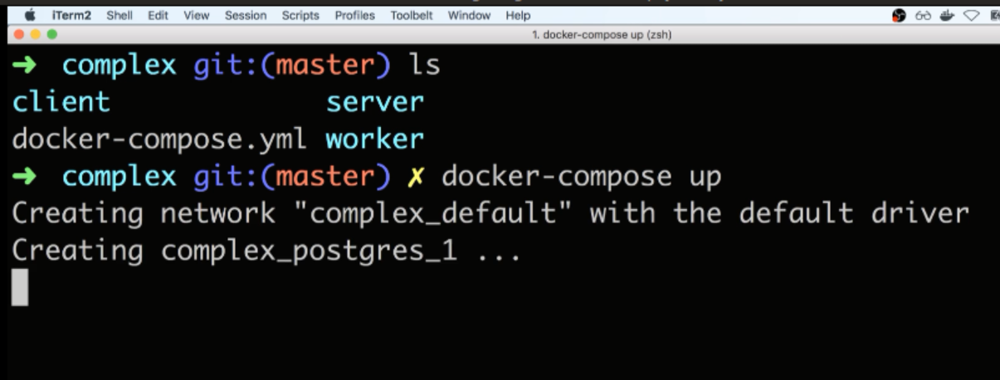 iTerm2 Shell Edit View Session Scripts Profiles Toolbelt Window Help
1. docker-compose up (zsh)
➜ complex git:(master) ls
client server
docker-compose.yml worker
➜ complex git:(master) ✗ docker-compose up
Creating network "complex_default" with the default driver
Creating complex_postgres_1 ...